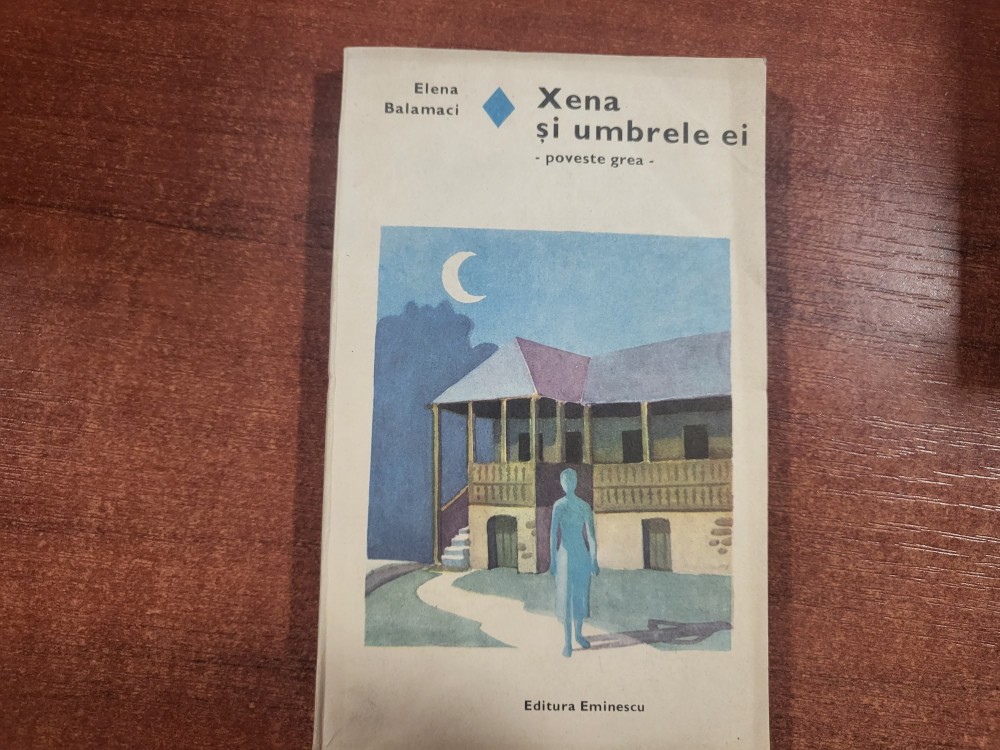 Elena
Balamaci
Xena
și umbrele ei
- poveste grea -
Editura Eminescu